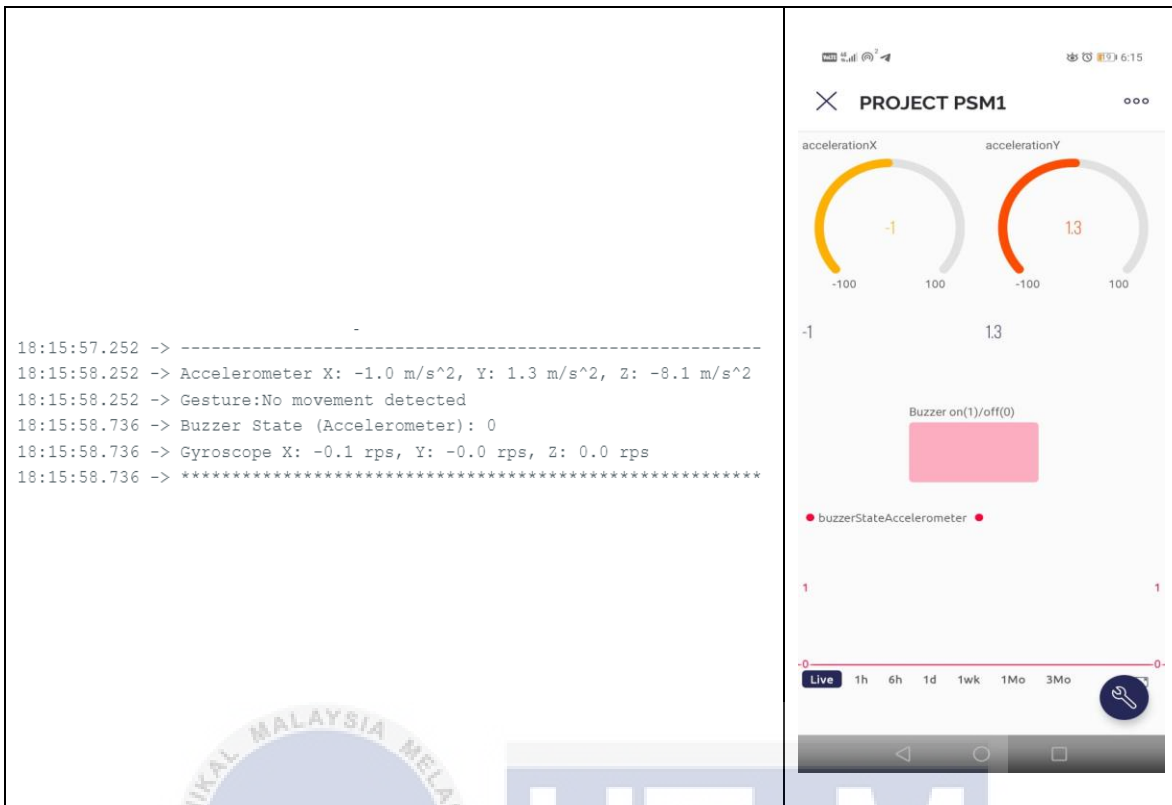 -
18:15:57.252 -> ---------------------------------------------------------
18:15:58.252 -> Accelerometer X: -1.0 m/s^2, Y: 1.3 m/s^2, Z: -8.1 m/s^2
18:15:58.252 -> Gesture:No movement detected
18:15:58.736 -> Buzzer State (Accelerometer): 0
18:15:58.736 -> Gyroscope X: -0.1 rps, Y: -0.0 rps, Z: 0.0 rps
18:15:58.736 -> *********************************************************
6:15
PROJECT PSM1
accelerationX accelerationY
-1 1.3
-100 100 -100 100
-1 1.3
Buzzer on(1)/off(0)
buzzerStateAccelerometer
1 1
-0 0-
Live 1h 6h 1d 1wk 1Mo 3Mo
MALAYSIA